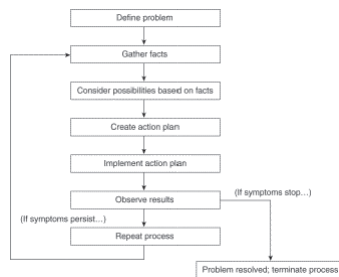 Define problem
Gather facts
Consider possibilities based on facts
Create action plan
Implement action plan
Observe results
(If symptoms stop...)
(If symptoms persist...)
Repeat process
Problem resolved; terminate process